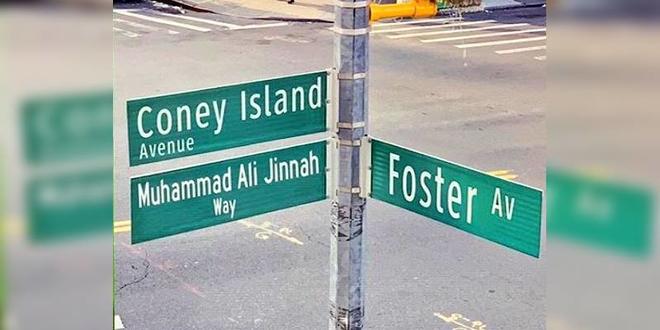 Coney Island
Avenue
Muhammad Ali Jinnah
Way
Foster Av